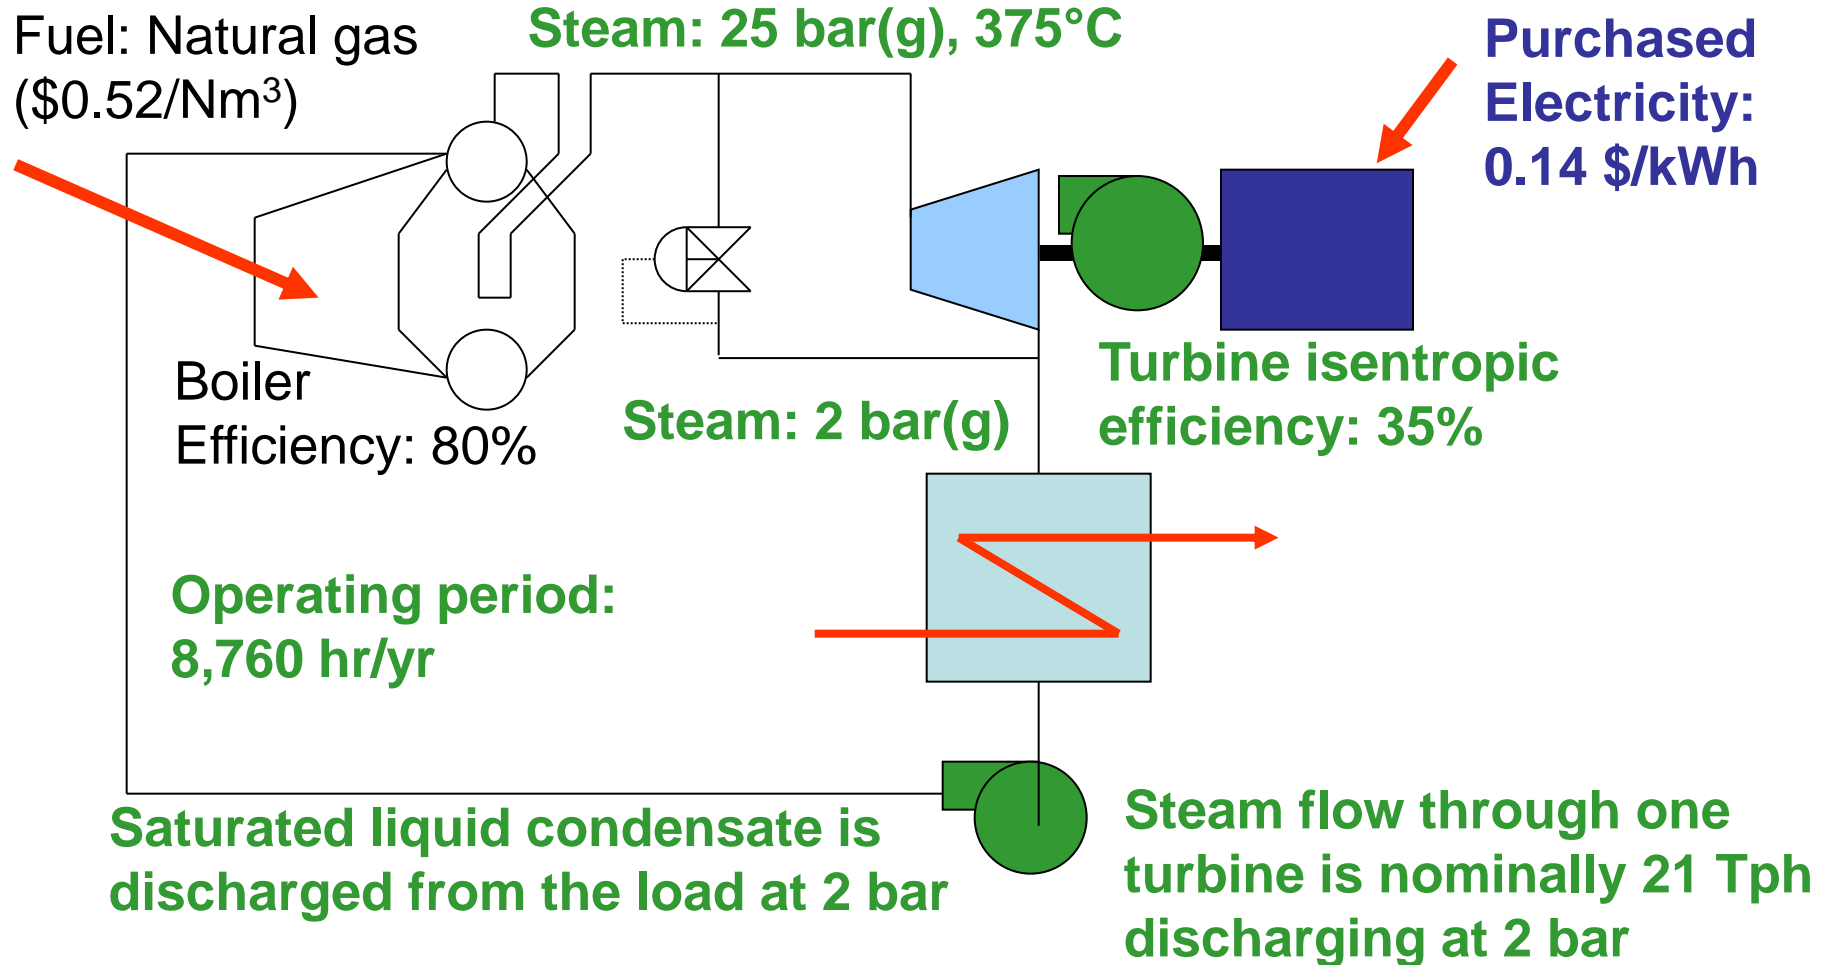 Fuel: Natural gas
($0.52/Nm³)
Steam: 25 bar(g), 375°C
Purchased
Electricity:
0.14 $/kWh
Boiler
Efficiency: 80%
Steam: 2 bar(g)
Turbine isentropic
efficiency: 35%
Operating period:
8,760 hr/yr
Saturated liquid condensate is
discharged from the load at 2 bar
Steam flow through one
turbine is nominally 21 Tph
discharging at 2 bar